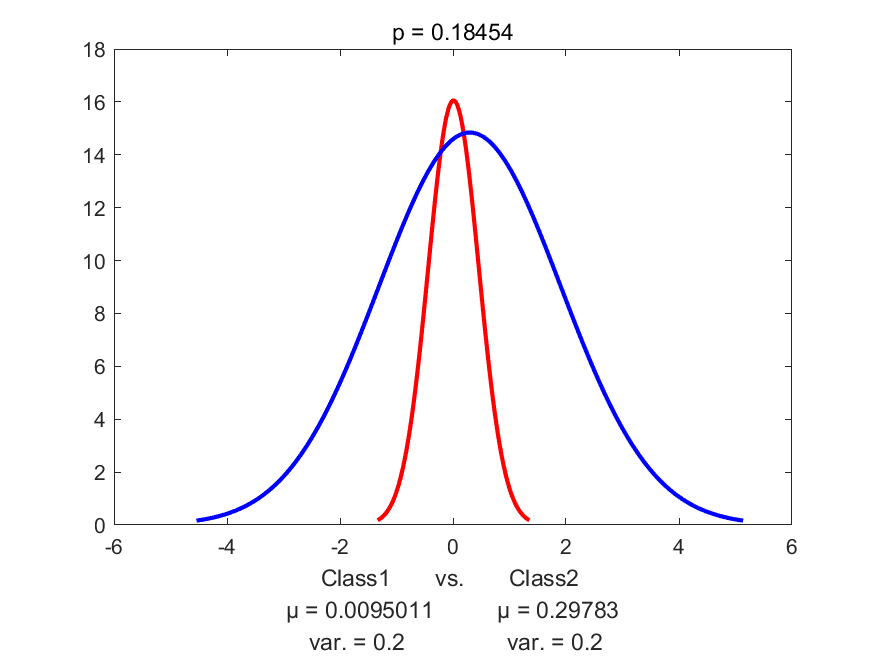 p = 0.18454
18
16
14
12
10
8
6
4
2
0
-6 -4 -2 0 2 4 6
Class1 vs. Class2
μ = 0.0095011 μ = 0.29783
var. = 0.2 var. = 0.2